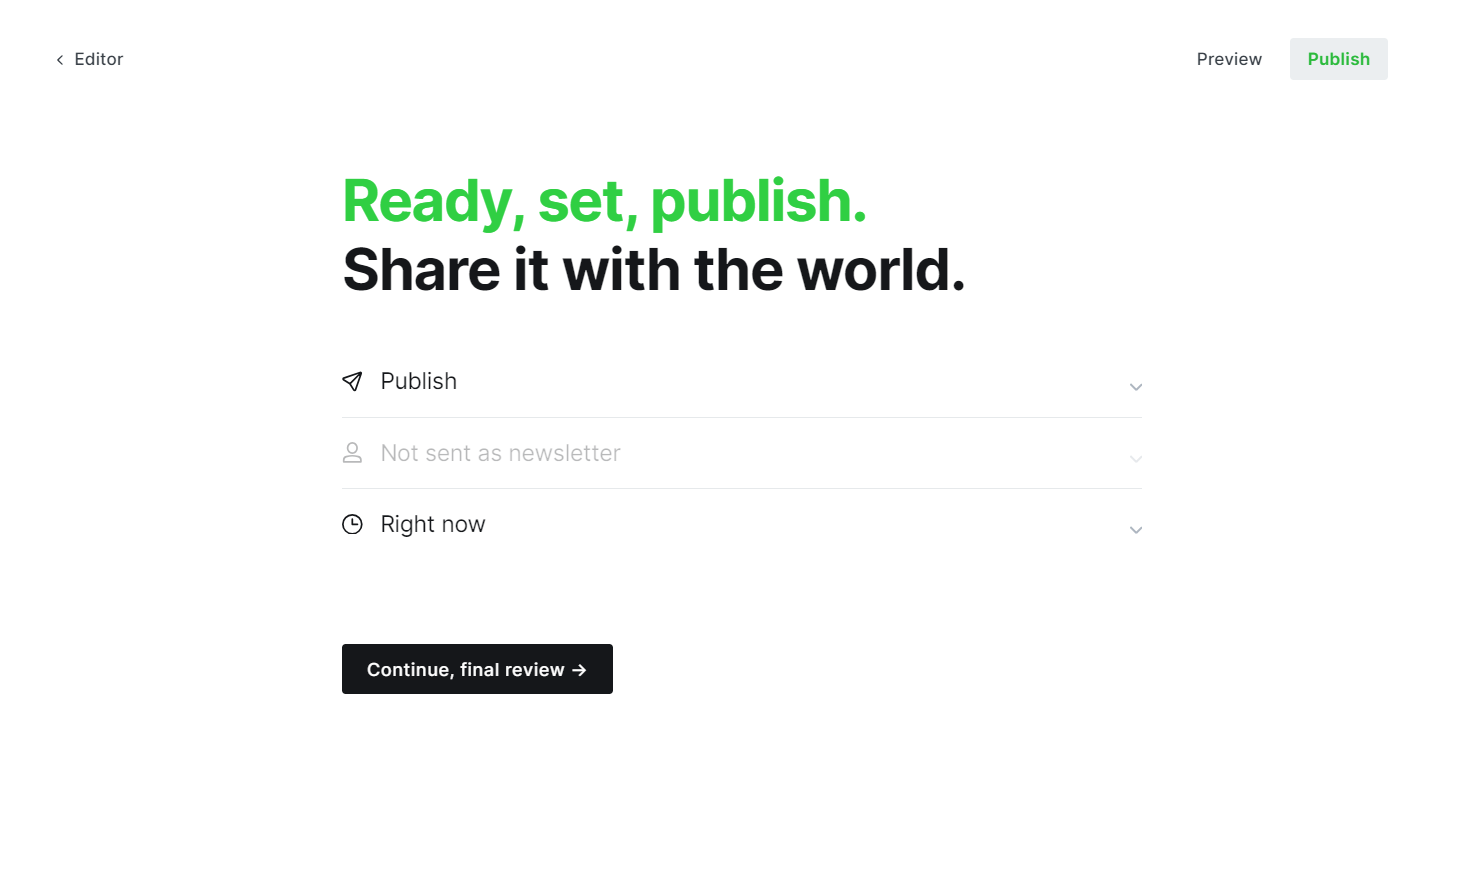 Editor
Preview
Publish
Ready, set, publish.
Share it with the world.
Publish
Not sent as newsletter
Right now
Continue, final review →